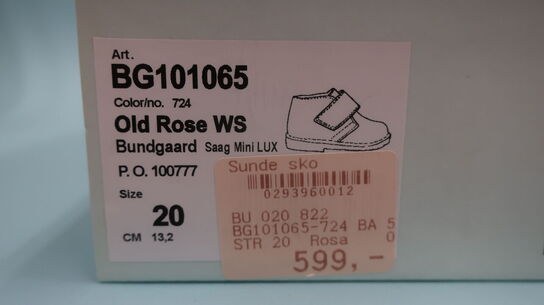 Art.
BG101065
Color/no. 724
Old Rose WS
Bundgaard Saag Mini LUX
P.O. 100777
Size
20
CM 13,2
Sunde sko
0293960012
BU 020 822
BG101065-724 BA 5
STR 20 Rosa 0
599,-